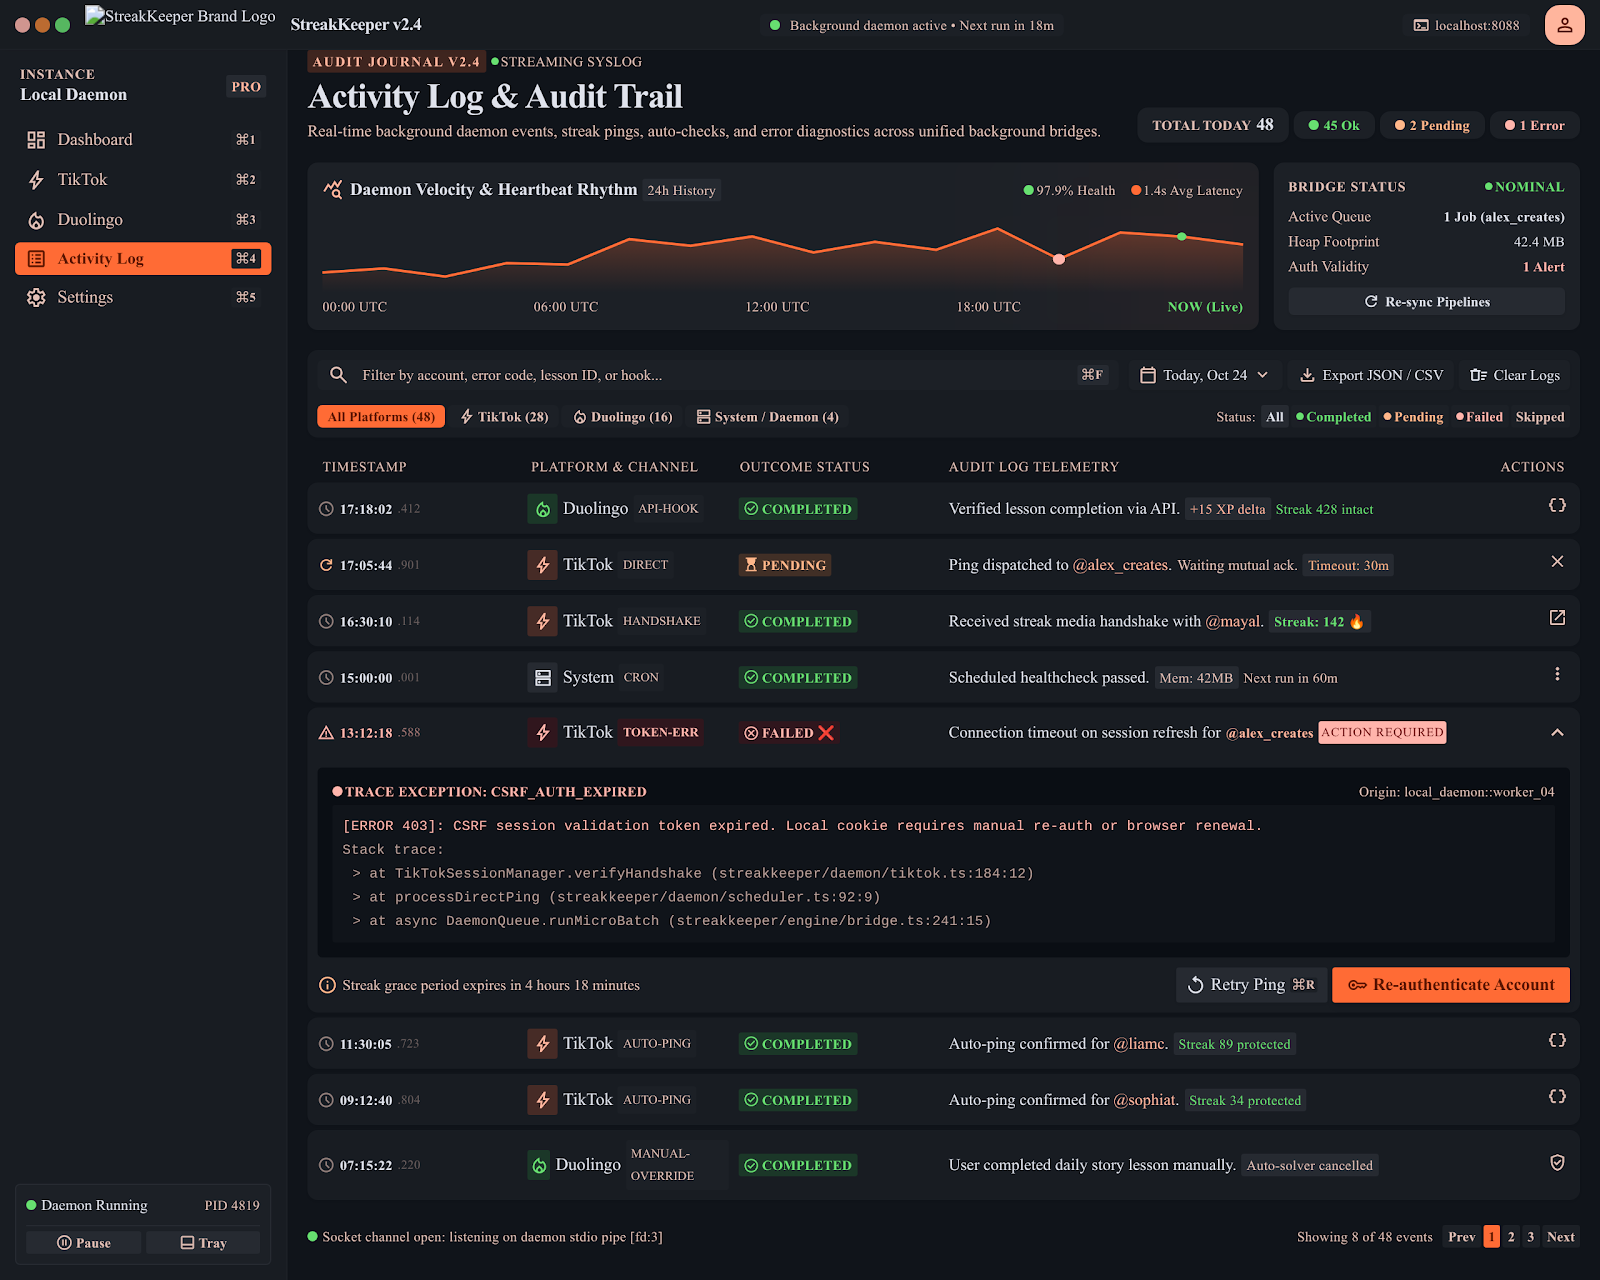 StreakKeeper Brand Logo
StreakKeeper v2.4
Background daemon active • Next run in 18m
localhost:8088
INSTANCE
Local Daemon
PRO
Dashboard ⌘1
TikTok ⌘2
Duolingo ⌘3
Activity Log ⌘4
Settings ⌘5
Daemon Running PID 4819
Pause Tray
AUDIT JOURNAL V2.4 STREAMING SYSLOG
Activity Log & Audit Trail
Real-time background daemon events, streak pings, auto-checks, and error diagnostics across unified background bridges.
TOTAL TODAY 48 45 Ok 2 Pending 1 Error
Daemon Velocity & Heartbeat Rhythm 24h History 97.9% Health 1.4s Avg Latency
00:00 UTC 06:00 UTC 12:00 UTC 18:00 UTC NOW (Live)
BRIDGE STATUS NOMINAL
Active Queue 1 Job (alex_creates)
Heap Footprint 42.4 MB
Auth Validity 1 Alert
Re-sync Pipelines
Filter by account, error code, lesson ID, or hook... ⌘F Today, Oct 24 Export JSON / CSV Clear Logs
All Platforms (48) TikTok (28) Duolingo (16) System / Daemon (4) Status: All Completed Pending Failed Skipped
TIMESTAMP PLATFORM & CHANNEL OUTCOME STATUS AUDIT LOG TELEMETRY ACTIONS
17:18:02 .412 Duolingo API-HOOK COMPLETED Verified lesson completion via API. +15 XP delta Streak 428 intact
17:05:44 .901 TikTok DIRECT PENDING Ping dispatched to @alex_creates. Waiting mutual ack. Timeout: 30m
16:30:10 .114 TikTok HANDSHAKE COMPLETED Received streak media handshake with @mayal. Streak: 142 🔥
15:00:00 .001 System CRON COMPLETED Scheduled healthcheck passed. Mem: 42MB Next run in 60m
13:12:18 .588 TikTok TOKEN-ERR FAILED ❌ Connection timeout on session refresh for @alex_creates ACTION REQUIRED
TRACE EXCEPTION: CSRF_AUTH_EXPIRED Origin: local_daemon::worker_04
[ERROR 403]: CSRF session validation token expired. Local cookie requires manual re-auth or browser renewal.
Stack trace:
> at TikTokSessionManager.verifyHandshake (streakkeeper/daemon/tiktok.ts:184:12)
> at processDirectPing (streakkeeper/daemon/scheduler.ts:92:9)
> at async DaemonQueue.runMicroBatch (streakkeeper/engine/bridge.ts:241:15)
Streak grace period expires in 4 hours 18 minutes Retry Ping ⌘R Re-authenticate Account
11:30:05 .723 TikTok AUTO-PING COMPLETED Auto-ping confirmed for @liamc. Streak 89 protected
09:12:40 .804 TikTok AUTO-PING COMPLETED Auto-ping confirmed for @sophiat. Streak 34 protected
07:15:22 .220 Duolingo MANUAL-OVERRIDE COMPLETED User completed daily story lesson manually. Auto-solver cancelled
Socket channel open: listening on daemon stdio pipe [fd:3] Showing 8 of 48 events Prev 1 2 3 Next